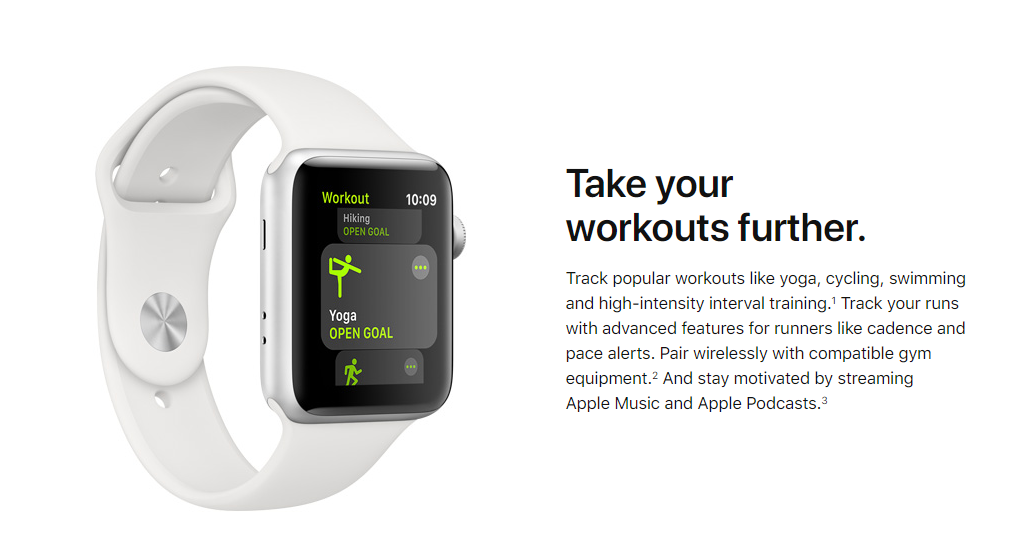 Workout 10:09
Hiking
OPEN GOAL
Yoga
OPEN GOAL
Take your
workouts further.
Track popular workouts like yoga, cycling, swimming
and high-intensity interval training.¹ Track your runs
with advanced features for runners like cadence and
pace alerts. Pair wirelessly with compatible gym
equipment.² And stay motivated by streaming
Apple Music and Apple Podcasts.³